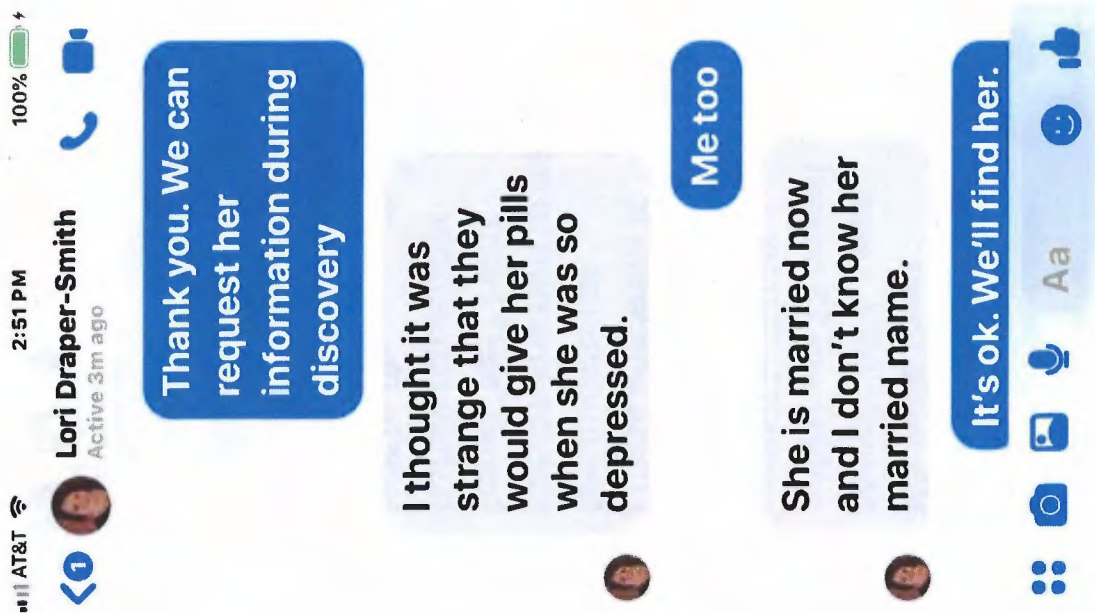 AT&T 2:51 PM 100%
1 Lori Draper-Smith
Active 3m ago
Thank you. We can
request her
information during
discovery
I thought it was
strange that they
would give her pills
when she was so
depressed.
Me too
She is married now
and I don't know her
married name.
It's ok. We'll find her.
Aa